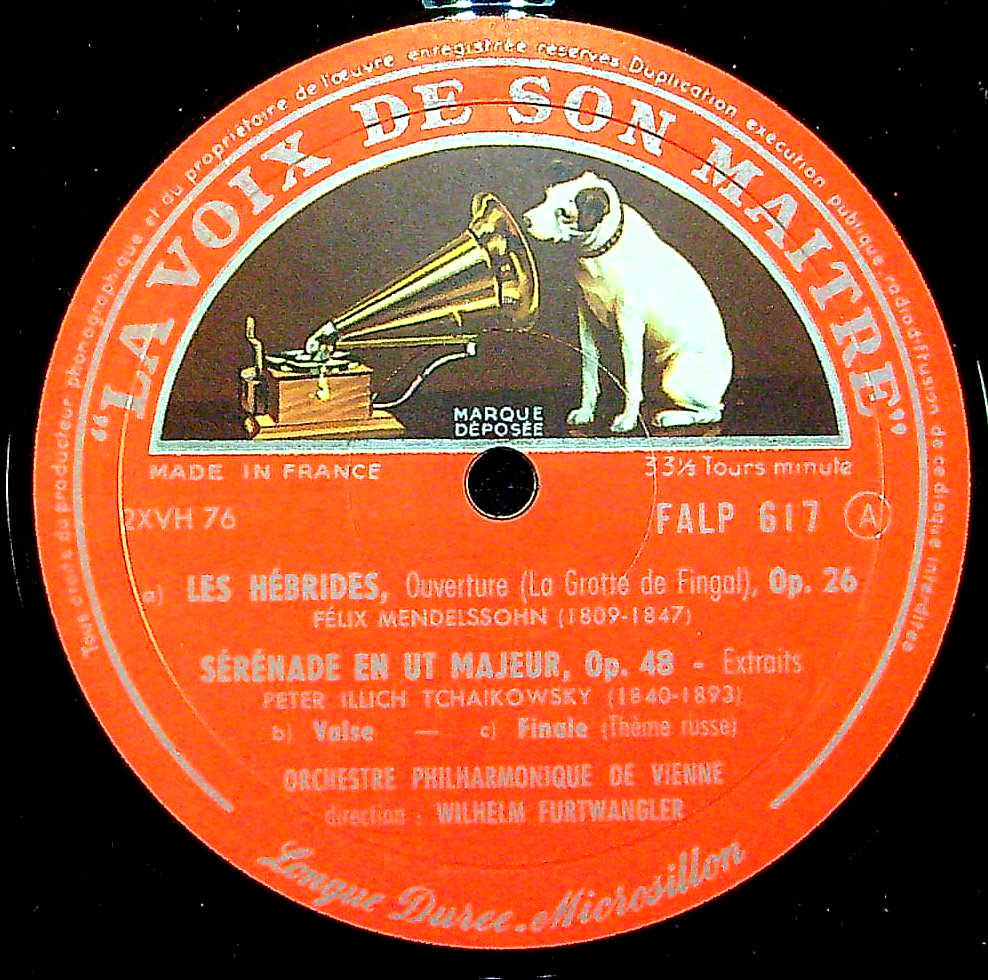 Tous droits du producteur phonographique et du propriétaire de l'œuvre enregistrée réservés. Duplication exécution publique, radiodiffusion de ce disque interdites
“LA VOIX DE SON MAITRE”
MARQUE
DÉPOSÉE
MADE IN FRANCE 33⅓ Tours minute
2XVH 76 FALP 617 A
a) LES HÉBRIDES, Ouverture (La Grotte de Fingal), Op. 26
FÉLIX MENDELSSOHN (1809-1847)
SÉRÉNADE EN UT MAJEUR, Op. 48 - Extraits
PETER ILLICH TCHAIKOWSKY (1840-1893)
b) Valse — c) Finale (Thème russe)
ORCHESTRE PHILHARMONIQUE DE VIENNE
direction : WILHELM FURTWANGLER
Longue Durée. Microsillon